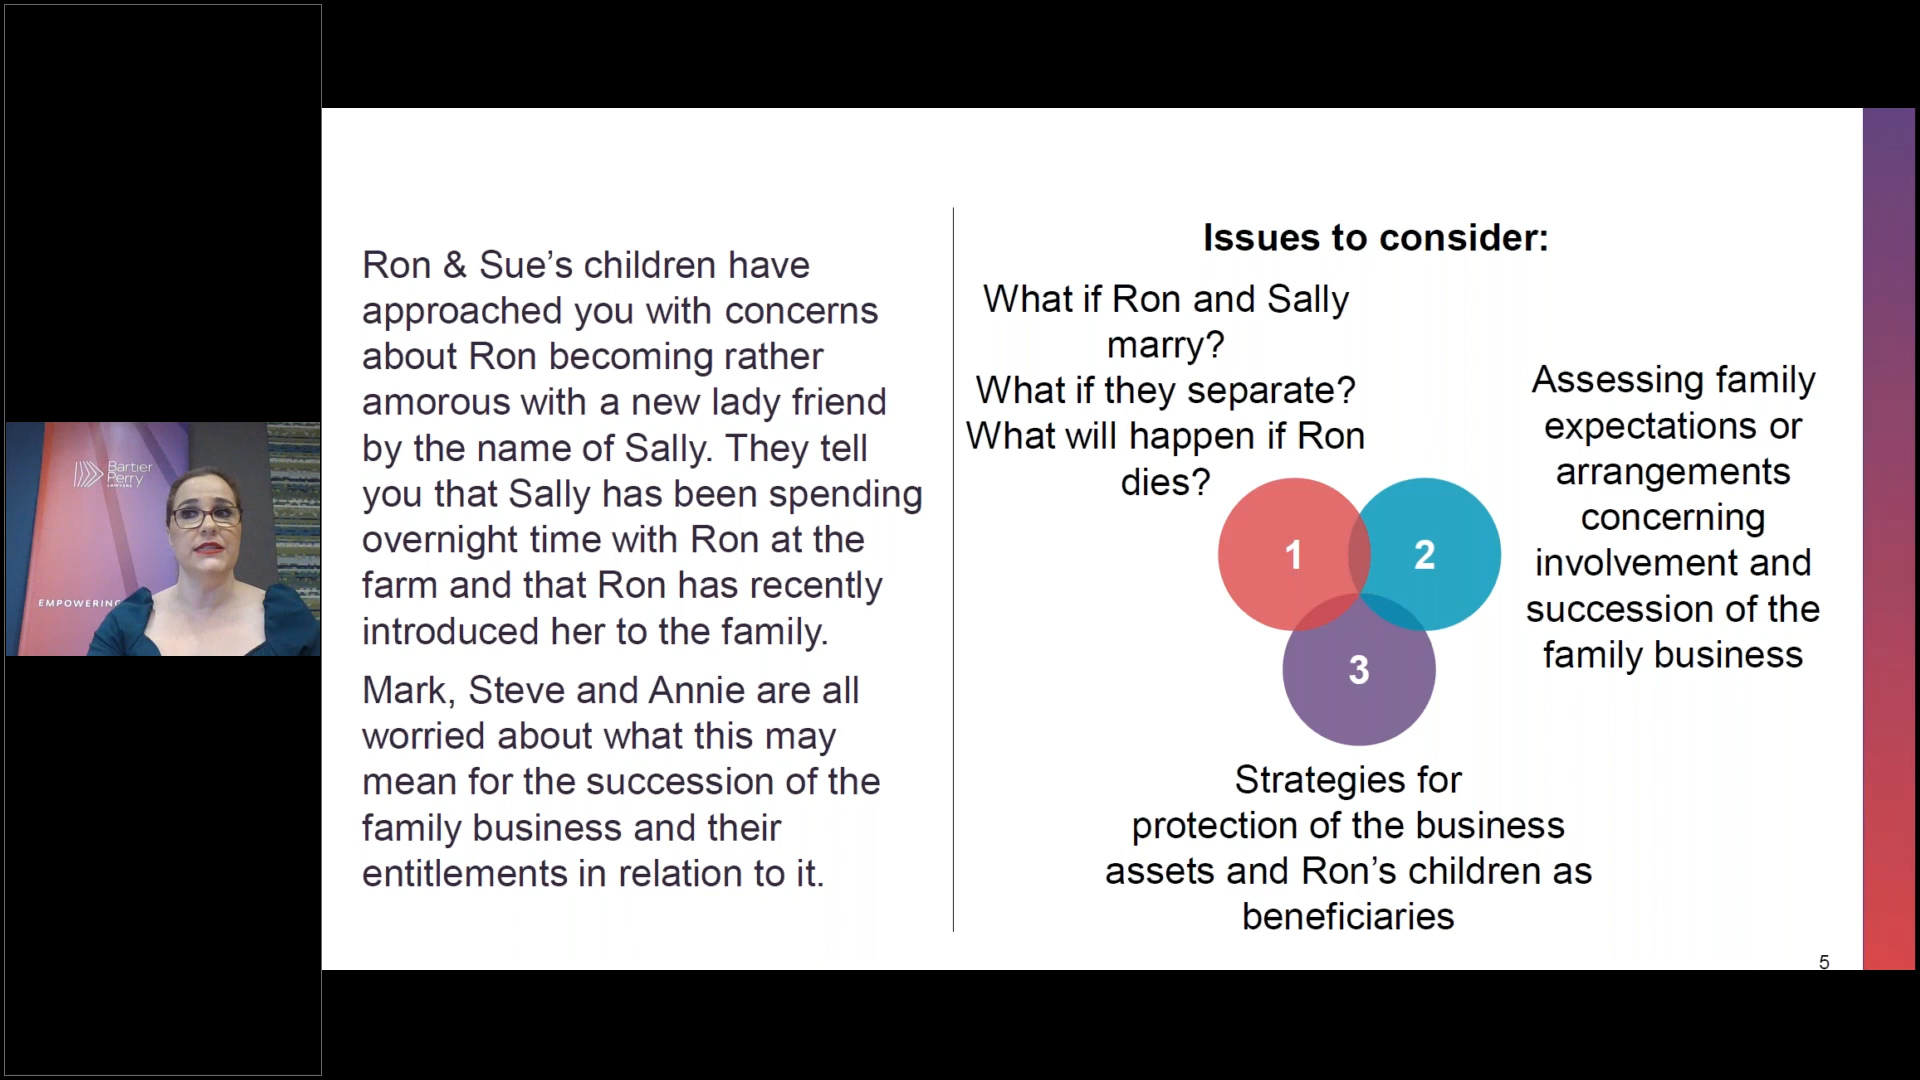 Bartier
Perry
LAWYERS
EMPOWERING
Ron & Sue’s children have
approached you with concerns
about Ron becoming rather
amorous with a new lady friend
by the name of Sally. They tell
you that Sally has been spending
overnight time with Ron at the
farm and that Ron has recently
introduced her to the family.
Mark, Steve and Annie are all
worried about what this may
mean for the succession of the
family business and their
entitlements in relation to it.
Issues to consider:
What if Ron and Sally
marry?
What if they separate?
What will happen if Ron
dies?
1
2
3
Assessing family
expectations or
arrangements
concerning
involvement and
succession of the
family business
Strategies for
protection of the business
assets and Ron’s children as
beneficiaries
5